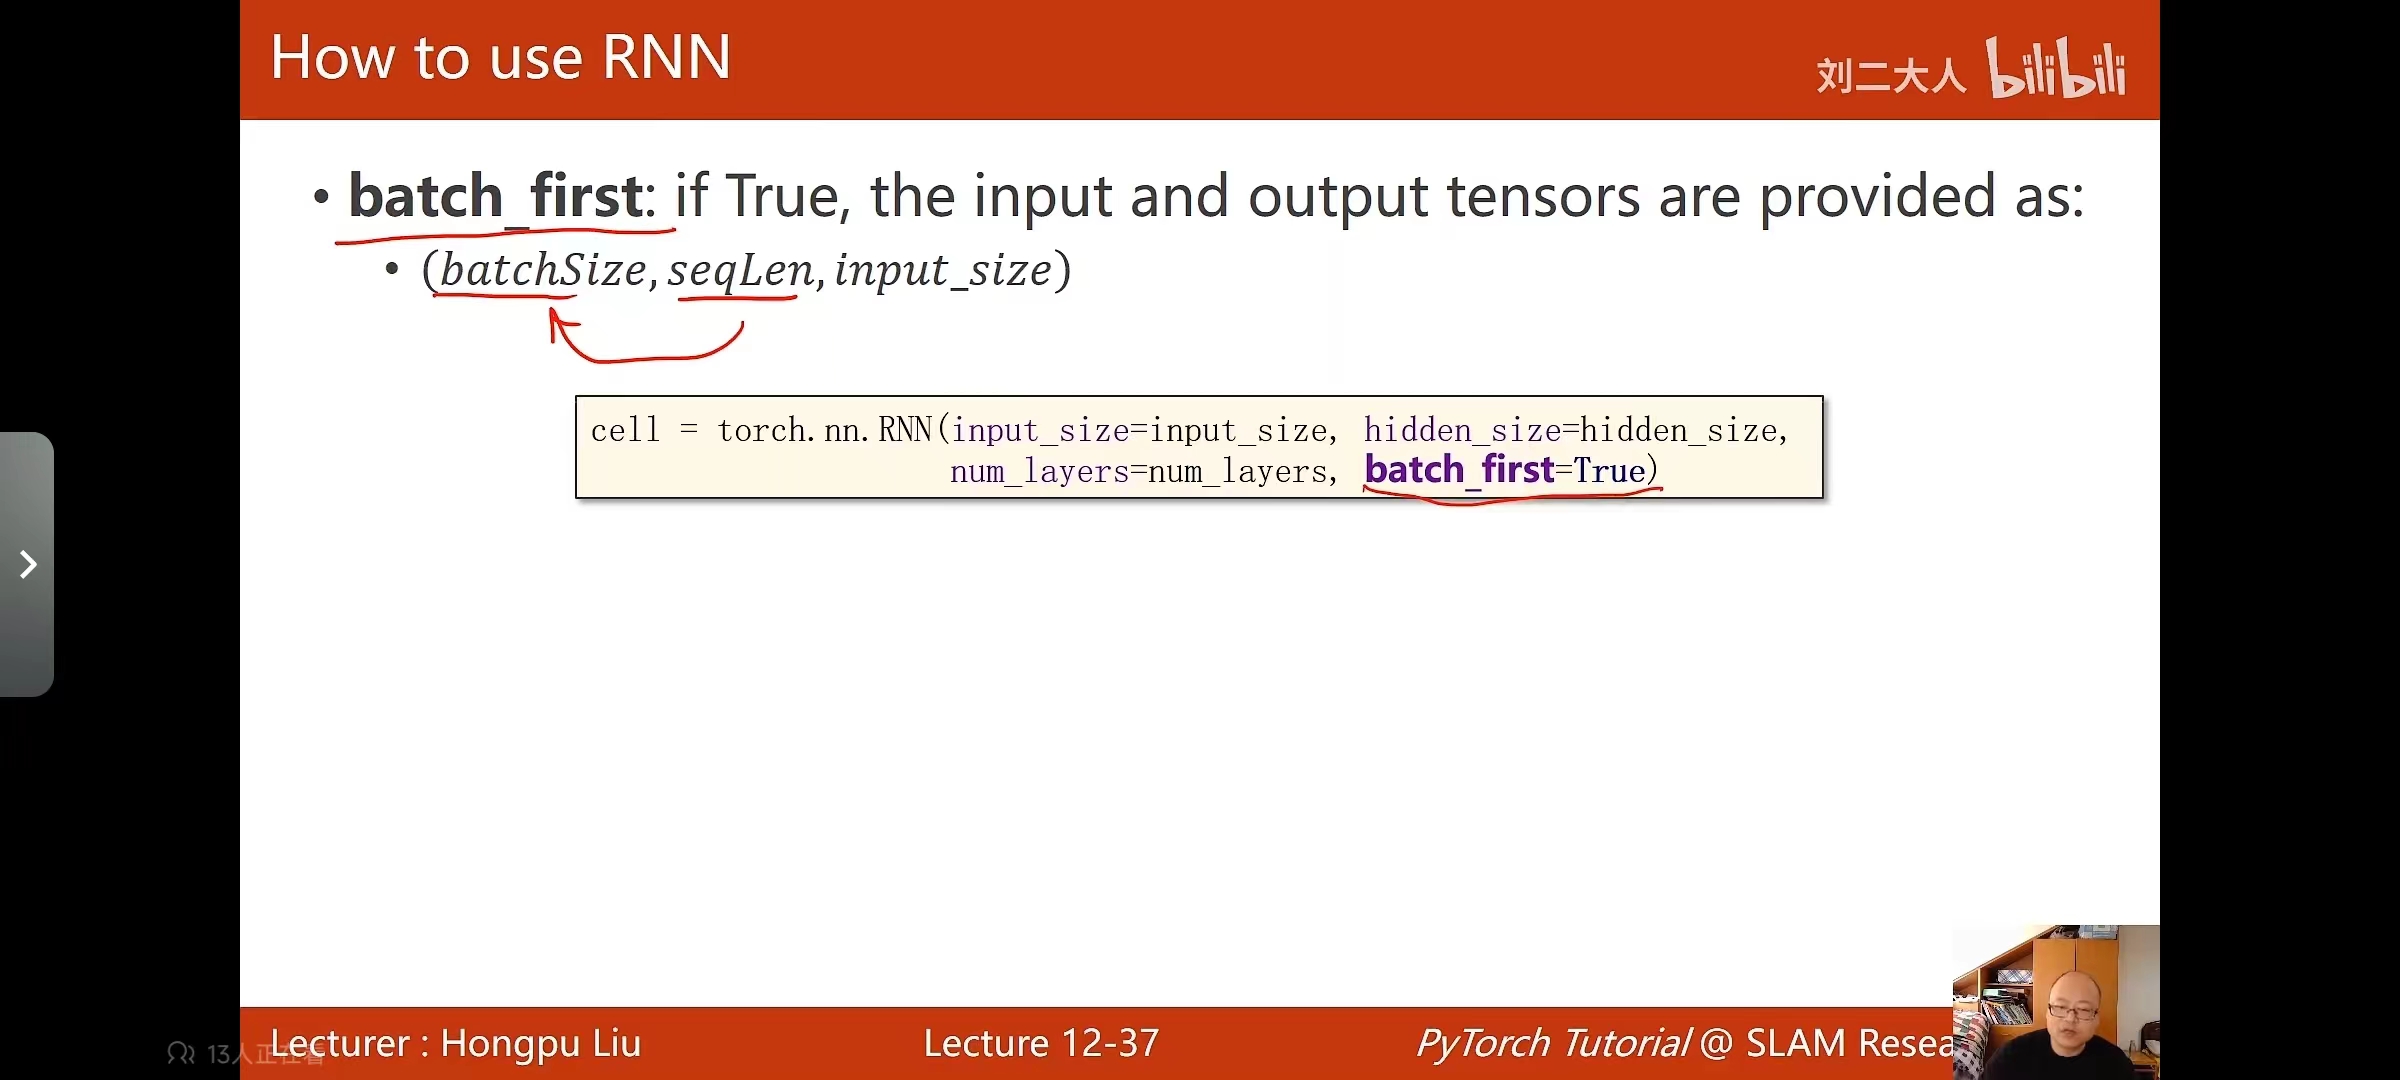 How to use RNN
刘二大人 bilibili
• batch_first: if True, the input and output tensors are provided as:
• (batchSize, seqLen, input_size)
cell = torch.nn.RNN(input_size=input_size, hidden_size=hidden_size,
num_layers=num_layers, batch_first=True)
Lecturer : Hongpu Liu
Lecture 12-37
PyTorch Tutorial @ SLAM Resea
13人正在看